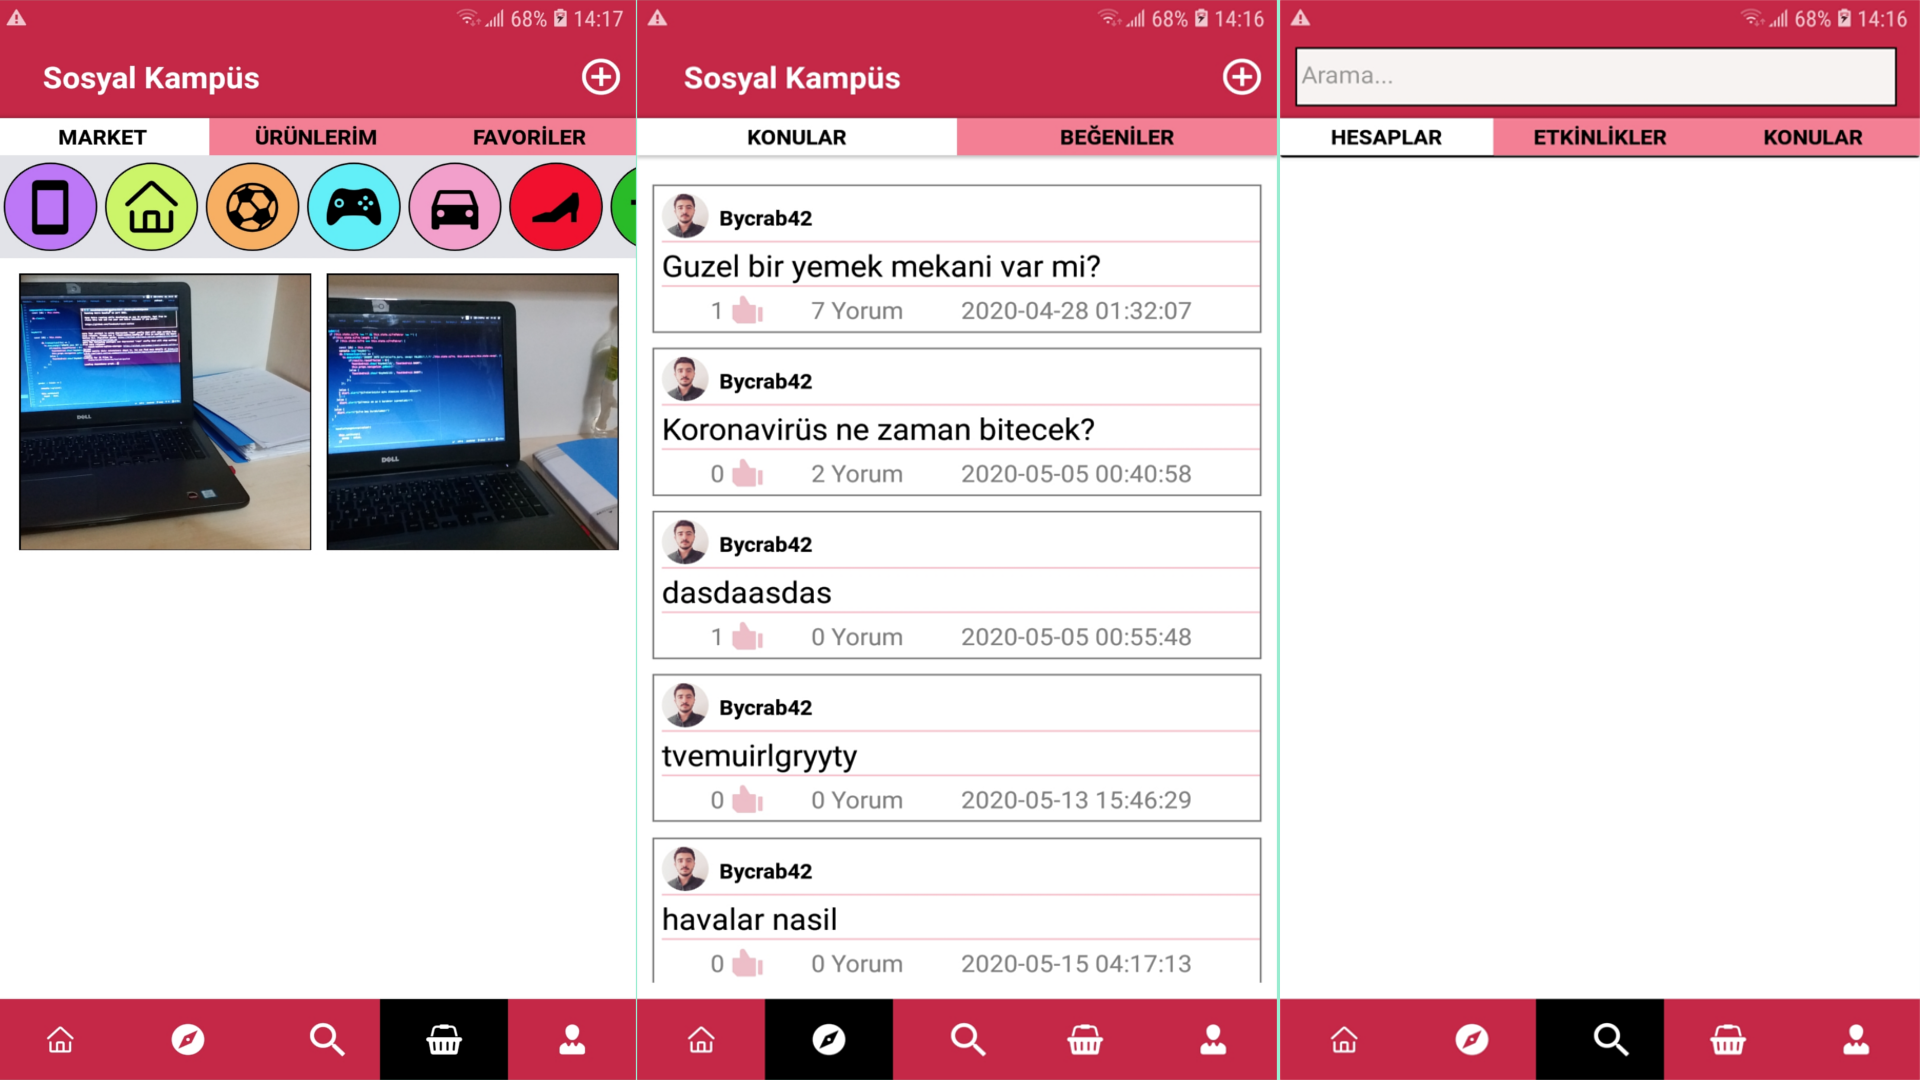 68% 14:17
Sosyal Kampüs
MARKET ÜRÜNLERİM FAVORİLER
DELL
DELL
68% 14:16
Sosyal Kampüs
KONULAR BEĞENİLER
Bycrab42
Guzel bir yemek mekani var mi?
1 7 Yorum 2020-04-28 01:32:07
Bycrab42
Koronavirüs ne zaman bitecek?
0 2 Yorum 2020-05-05 00:40:58
Bycrab42
dasdaasdas
1 0 Yorum 2020-05-05 00:55:48
Bycrab42
tvemuirlgryyty
0 0 Yorum 2020-05-13 15:46:29
Bycrab42
havalar nasil
0 0 Yorum 2020-05-15 04:17:13
68% 14:16
Arama...
HESAPLAR ETKİNLİKLER KONULAR